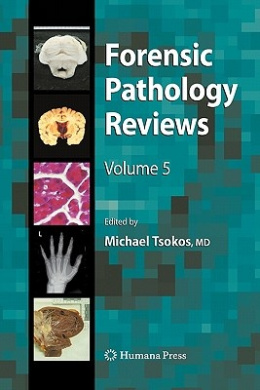 Forensic
Pathology
Reviews
Volume 5
Edited by
Michael Tsokos, MD
L
Humana Press